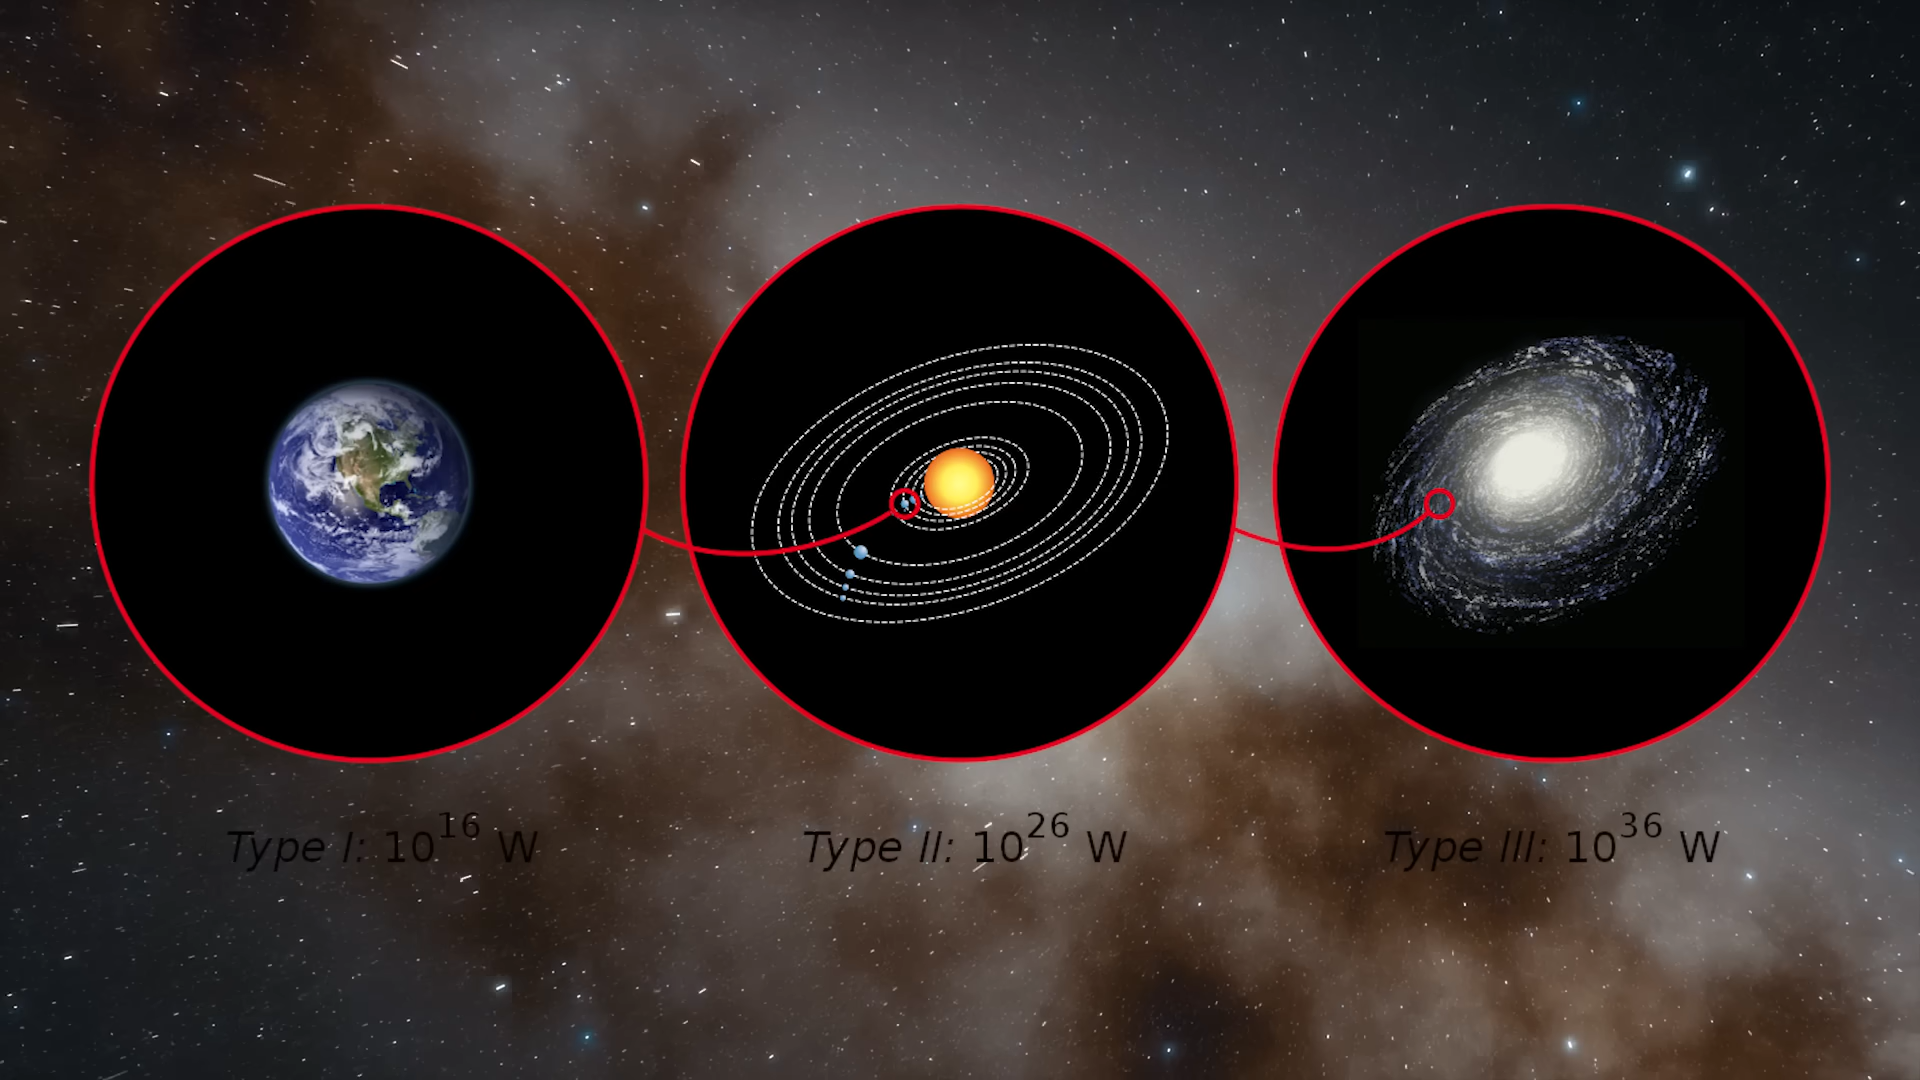 Type I: 10¹⁶ W
Type II: 10²⁶ W
Type III: 10³⁶ W